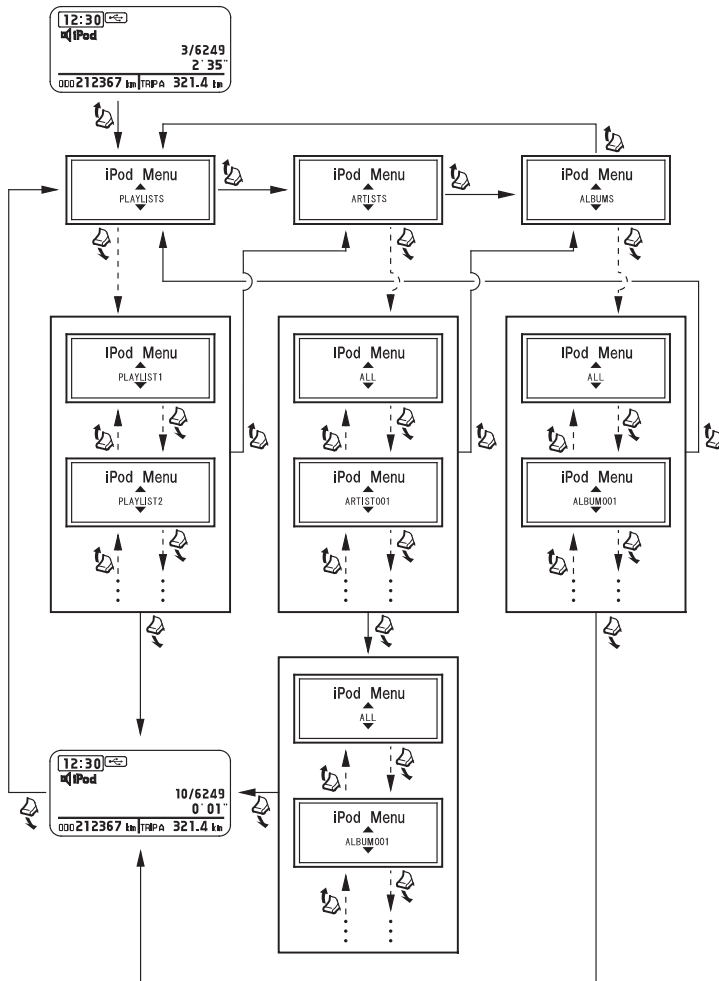 12:30
iPod
3/6249
2'35"
ODO 212367 km TRIP A 321.4 km
iPod Menu
PLAYLISTS
iPod Menu
ARTISTS
iPod Menu
ALBUMS
iPod Menu
PLAYLIST1
iPod Menu
PLAYLIST2
iPod Menu
ALL
iPod Menu
ARTIST001
iPod Menu
ALL
iPod Menu
ALBUM001
12:30
iPod
10/6249
0'01"
ODO 212367 km TRIP A 321.4 km
iPod Menu
ALL
iPod Menu
ALBUM001